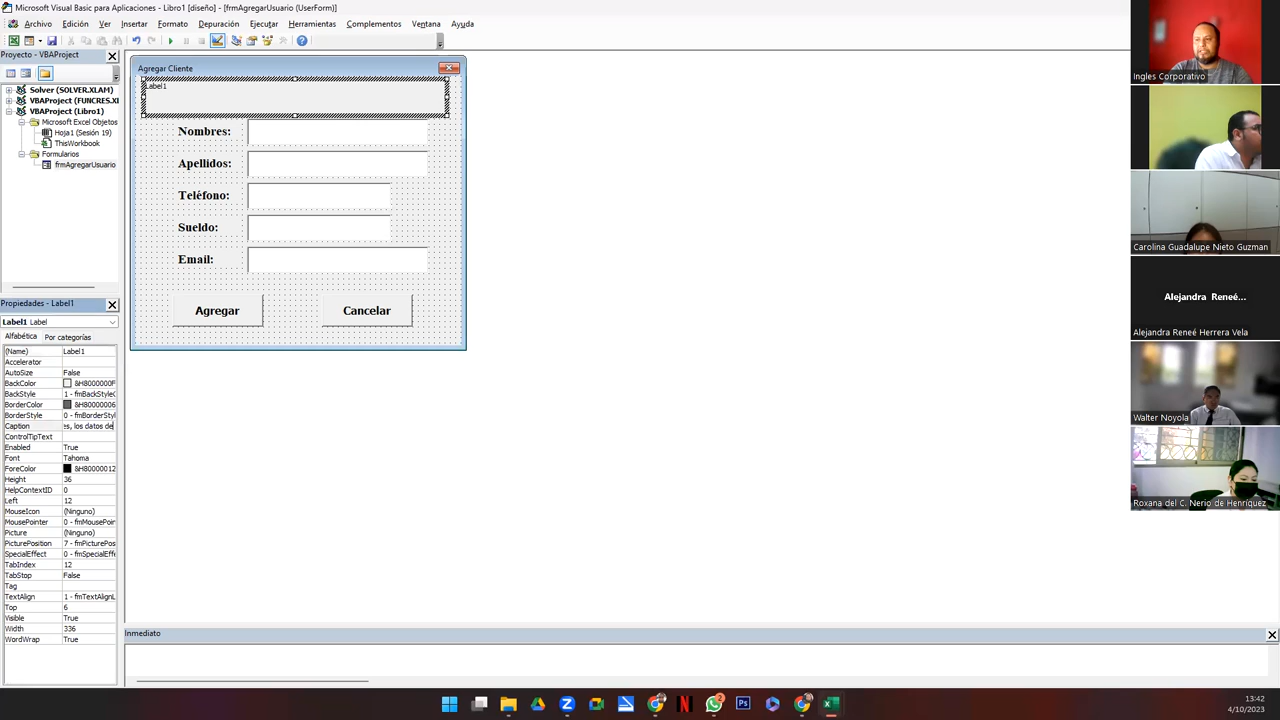 Microsoft Visual Basic para Aplicaciones - Libro1 [diseño] - [frmAgregarUsuario (UserForm)]
Archivo Edición Ver Insertar Formato Depuración Ejecutar Herramientas Complementos Ventana Ayuda
Proyecto - VBAProject
Solver (SOLVER.XLAM)
VBAProject (FUNCRES.XL
VBAProject (Libro1)
Microsoft Excel Objetos
Hoja1 (Sesión 19)
ThisWorkbook
Formularios
frmAgregarUsuario
Propiedades - Label1
Label1 Label
Alfabética Por categorías
(Name) Label1
Accelerator
AutoSize False
BackColor &H8000000F
BackStyle 1 - fmBackStyleO
BorderColor &H80000006
BorderStyle 0 - fmBorderStyl
Caption es, los datos de
ControlTipText
Enabled True
Font Tahoma
ForeColor &H80000012
Height 36
HelpContextID 0
Left 12
MouseIcon (Ninguno)
MousePointer 0 - fmMousePoin
Picture (Ninguno)
PicturePosition 7 - fmPicturePos
SpecialEffect 0 - fmSpecialEffe
TabIndex 12
TabStop False
Tag
TextAlign 1 - fmTextAlignL
Top 6
Visible True
Width 336
WordWrap True
Agregar Cliente
Label1
Nombres:
Apellidos:
Teléfono:
Sueldo:
Email:
Agregar Cancelar
Inmediato
Ingles Corporativo
Carolina Guadalupe Nieto Guzman
Alejandra Reneé...
Alejandra Reneé Herrera Vela
Walter Noyola
Roxana del C. Nerio de Henríquez
13:42
4/10/2023